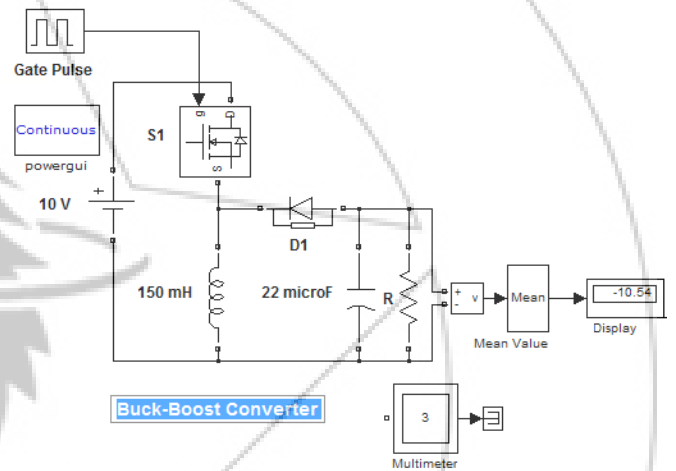 Gate Pulse
g
D
S1
S
Continuous
powergui
+
10 V
D1
150 mH
22 microF
R
+
-
v
Mean
Mean Value
-10.54
Display
Buck-Boost Converter
3
Multimeter